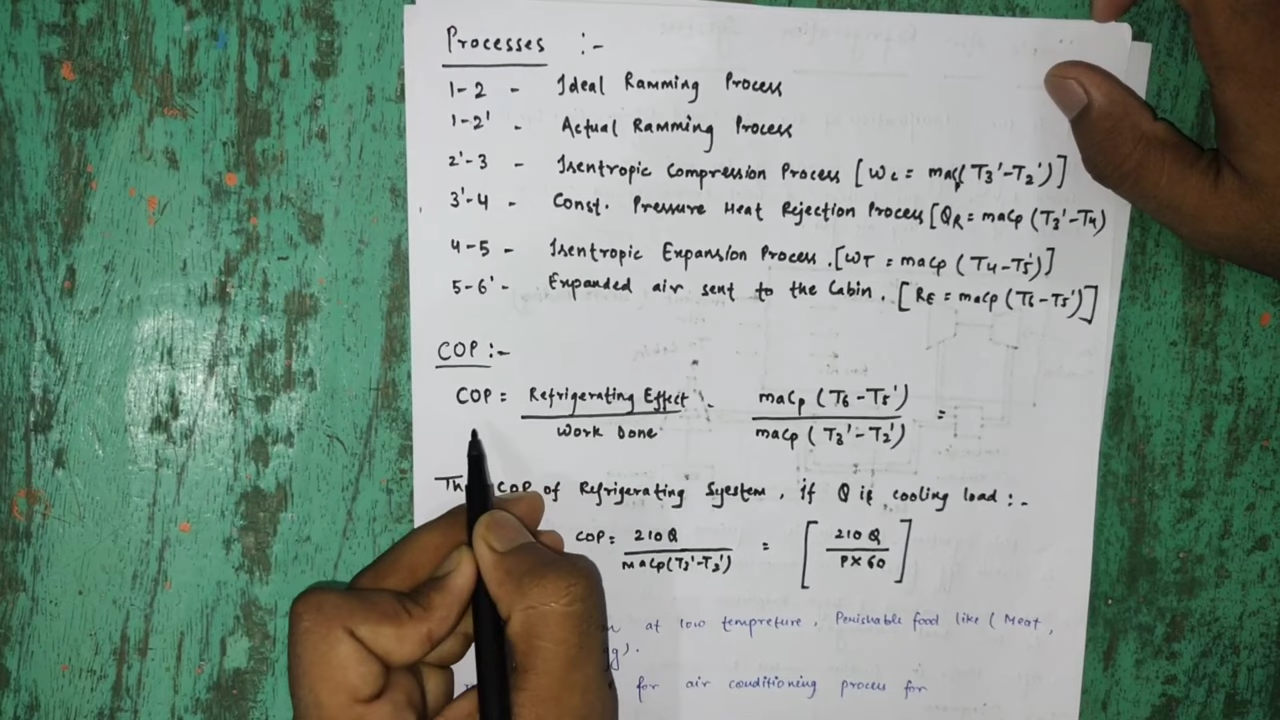 Processes :-
1-2 - Ideal Ramming Process
1-2' - Actual Ramming Process
2'-3 - Isentropic Compression Process [Wc = maCp(T3'-T2')]
3'-4 - Const. Pressure Heat Rejection Process [QR = maCp (T3'-T4)
4-5 - Isentropic Expansion Process. [WT = maCp (T4-T5')]
5-6' - Expanded air sent to the Cabin. [RE = maCp (T6-T5')]
COP:-
COP = Refrigerating Effect / Work Done = maCp (T6-T5') / maCp (T3'-T2') =
COP of Refrigerating Syestem, if Q is cooling load :-
COP = 210 Q / maCp(T3'-T3') = [210 Q / P×60]
at low tempreture. Perishable food like (Meat,
for air conditioning process for